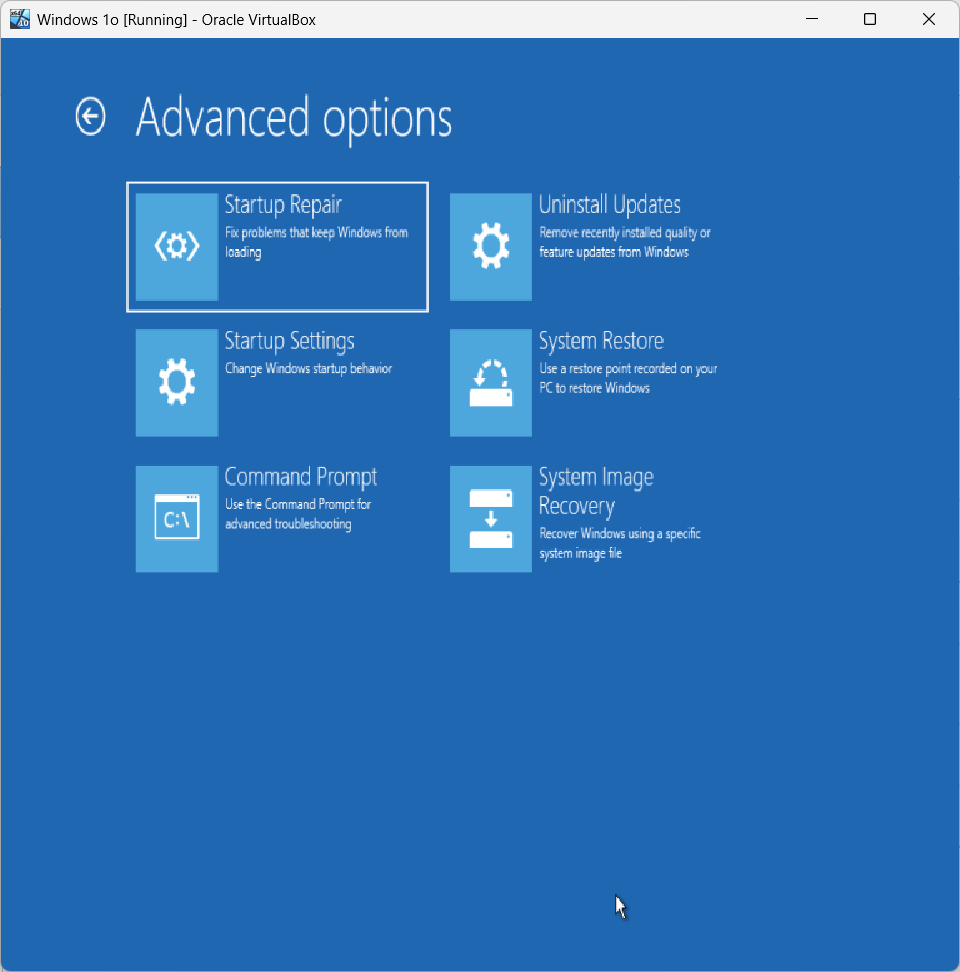 Windows 1o [Running] - Oracle VirtualBox
Advanced options
Startup Repair
Fix problems that keep Windows from
loading
Uninstall Updates
Remove recently installed quality or
feature updates from Windows
Startup Settings
Change Windows startup behavior
System Restore
Use a restore point recorded on your
PC to restore Windows
C:\
Command Prompt
Use the Command Prompt for
advanced troubleshooting
System Image
Recovery
Recover Windows using a specific
system image file